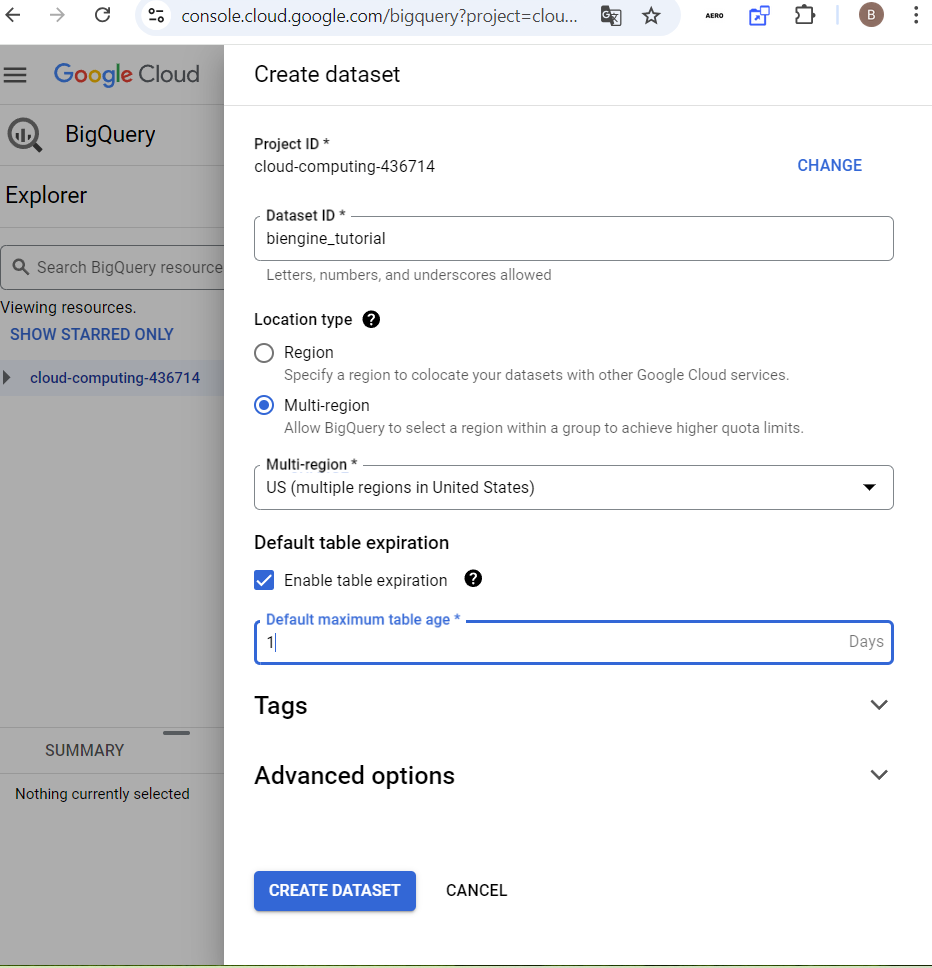 console.cloud.google.com/bigquery?project=clou...
AERO
B
Google Cloud
BigQuery
Explorer
Search BigQuery resource
Viewing resources.
SHOW STARRED ONLY
cloud-computing-436714
SUMMARY
Nothing currently selected
Create dataset
Project ID *
cloud-computing-436714
CHANGE
Dataset ID *
biengine_tutorial
Letters, numbers, and underscores allowed
Location type
Region
Specify a region to colocate your datasets with other Google Cloud services.
Multi-region
Allow BigQuery to select a region within a group to achieve higher quota limits.
Multi-region *
US (multiple regions in United States)
Default table expiration
Enable table expiration
Default maximum table age *
1 Days
Tags
Advanced options
CREATE DATASET CANCEL